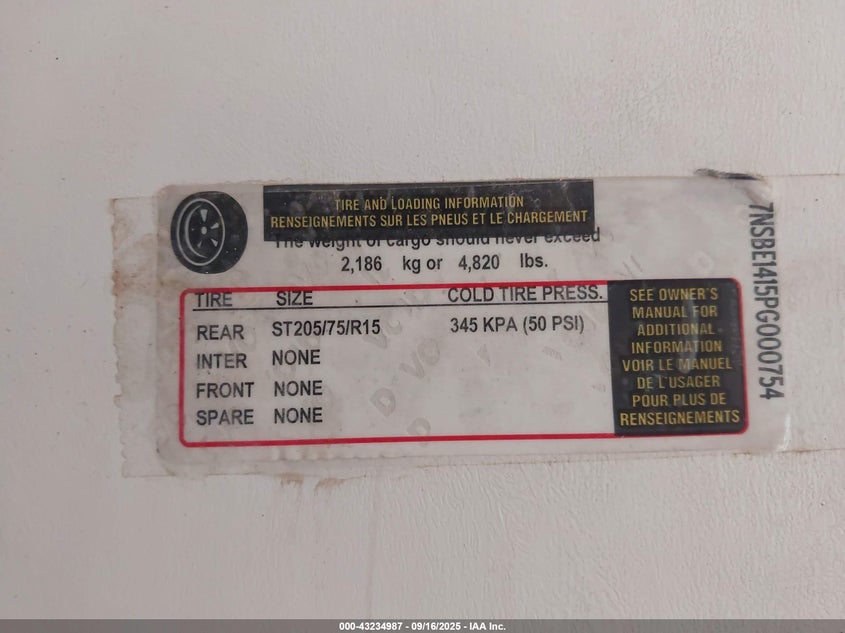 TIRE AND LOADING INFORMATION
RENSEIGNEMENTS SUR LES PNEUS ET LE CHARGEMENT
The weight of cargo should never exceed
2,186 kg or 4,820 lbs.
TIRE SIZE COLD TIRE PRESS.
REAR ST205/75/R15 345 KPA (50 PSI)
INTER NONE
FRONT NONE
SPARE NONE
SEE OWNER'S
MANUAL FOR
ADDITIONAL
INFORMATION
VOIR LE MANUEL
DE L'USAGER
POUR PLUS DE
RENSEIGNEMENTS
7NSBE1415PG000754
000-43234987 - 09/16/2025 - IAA Inc.